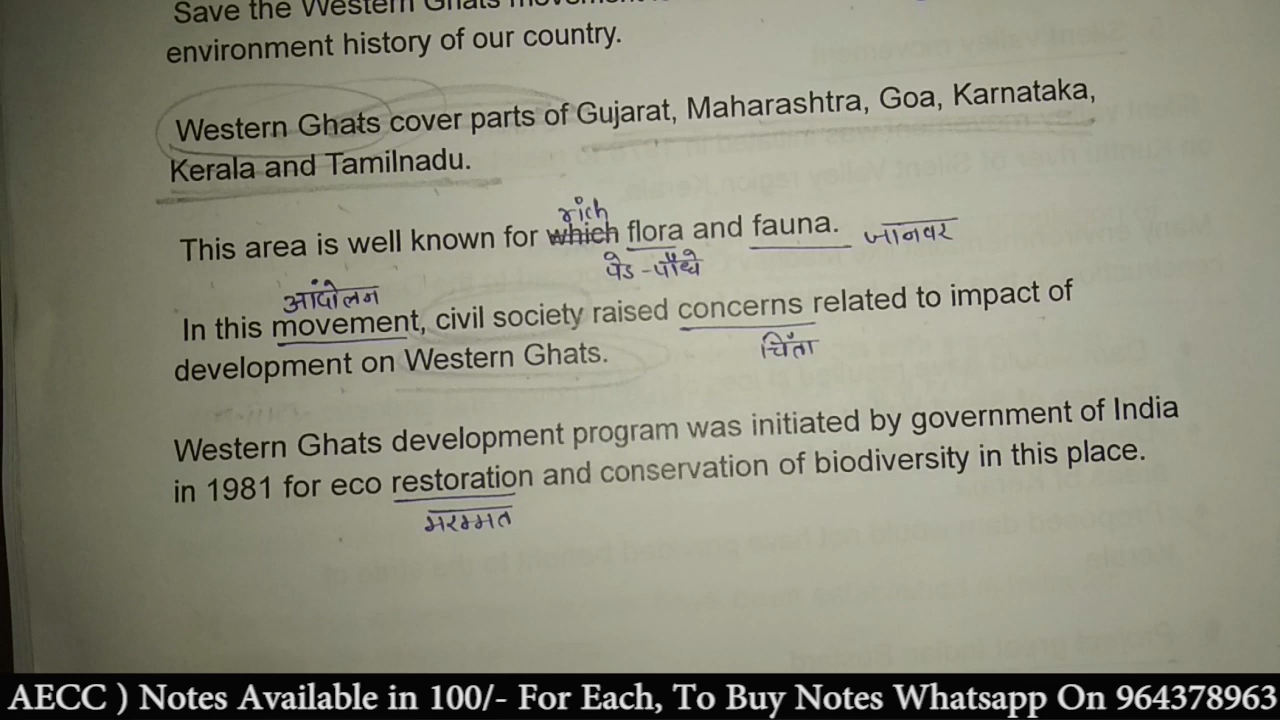 Save the Western Ghats movement
environment history of our country.
Western Ghats cover parts of Gujarat, Maharashtra, Goa, Karnataka,
Kerala and Tamilnadu.
rich
This area is well known for which flora and fauna. जानवर
पेड-पौधे
आंदोलन
In this movement, civil society raised concerns related to impact of
चिंता
development on Western Ghats.
Western Ghats development program was initiated by government of India
in 1981 for eco restoration and conservation of biodiversity in this place.
मरम्मत
AECC ) Notes Available in 100/- For Each, To Buy Notes Whatsapp On 964378963